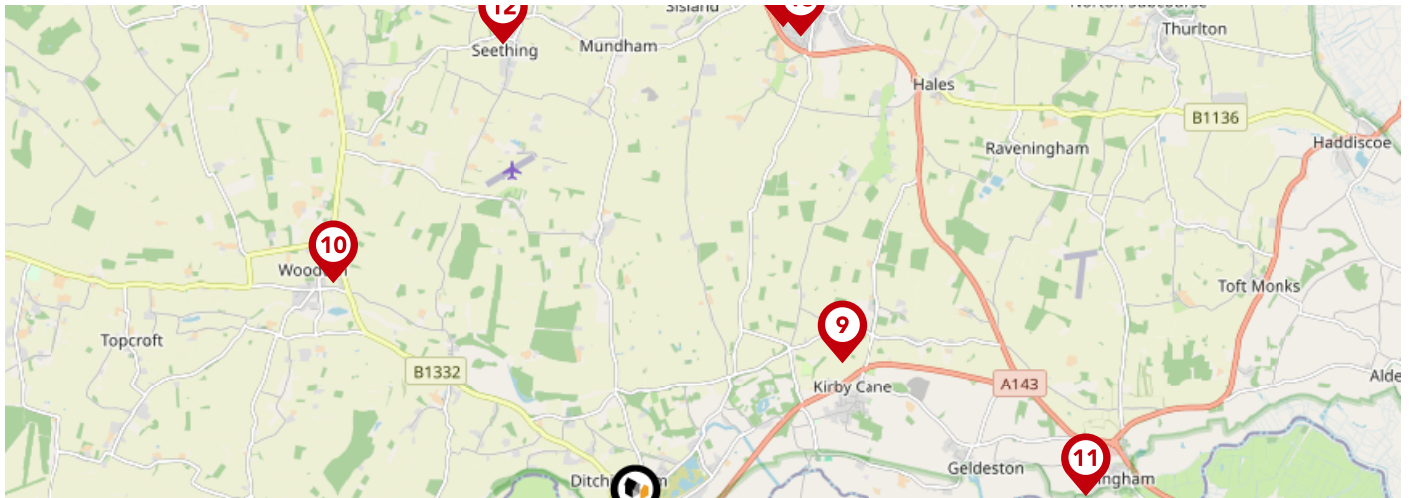 12
Sisland
Thurlton
Seething
Mundham
Hales
B1136
Haddiscoe
Raveningham
10
Toft Monks
9
Topcroft
B1332
A143
Kirby Cane
11
Geldeston